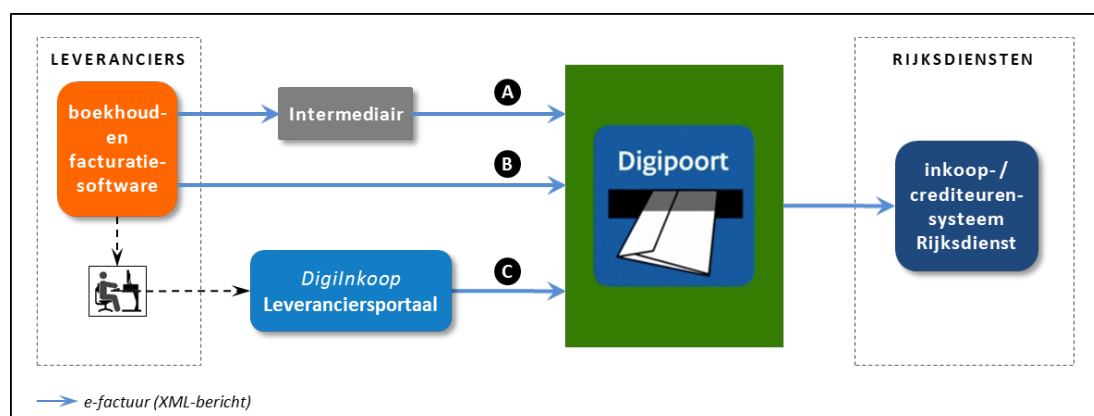 LEVERANCIERS
boekhoud-
en
facturatie-
software
Intermediair
A
B
DigiInkoop
Leveranciersportaal
C
Digipoort
RIJKSDIENSTEN
inkoop- /
crediteuren-
systeem
Rijksdienst
e-factuur (XML-bericht)